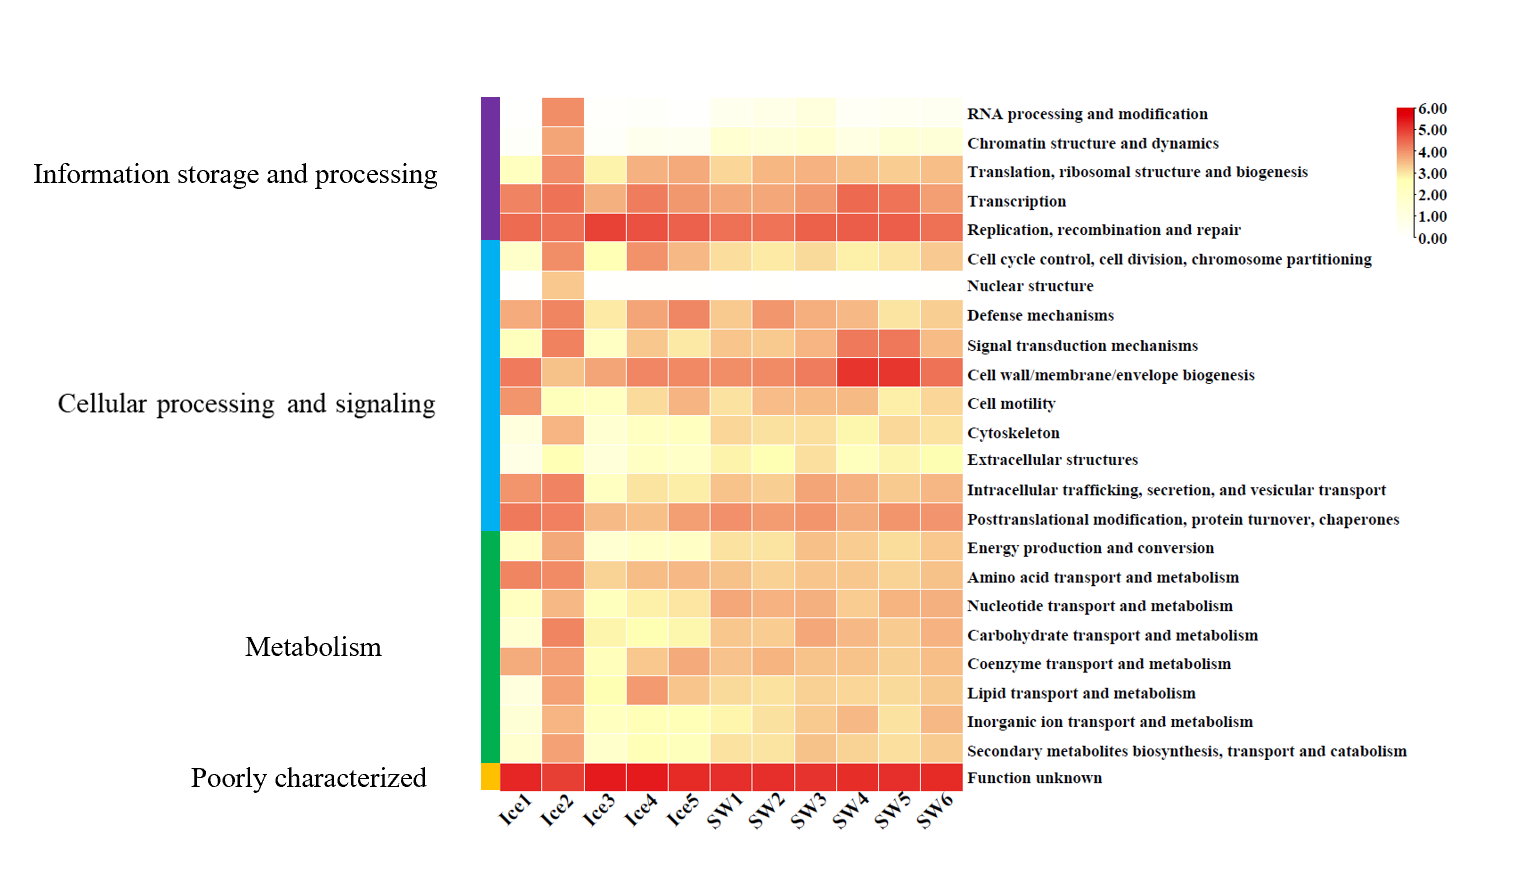 RNA processing and modification
Chromatin structure and dynamics
Information storage and processing
Translation, ribosomal structure and biogenesis
Transcription
Replication, recombination and repair
Cell cycle control, cell division, chromosome partitioning
Nuclear structure
Defense mechanisms
Signal transduction mechanisms
Cell wall/membrane/envelope biogenesis
Cellular processing and signaling
Cell motility
Cytoskeleton
Extracellular structures
Intracellular trafficking, secretion, and vesicular transport
Posttranslational modification, protein turnover, chaperones
Energy production and conversion
Amino acid transport and metabolism
Nucleotide transport and metabolism
Metabolism
Carbohydrate transport and metabolism
Coenzyme transport and metabolism
Lipid transport and metabolism
Inorganic ion transport and metabolism
Secondary metabolites biosynthesis, transport and catabolism
Poorly characterized
Function unknown
Ice1 Ice2 Ice3 Ice4 Ice5 SW1 SW2 SW3 SW4 SW5 SW6
6.00
5.00
4.00
3.00
2.00
1.00
0.00